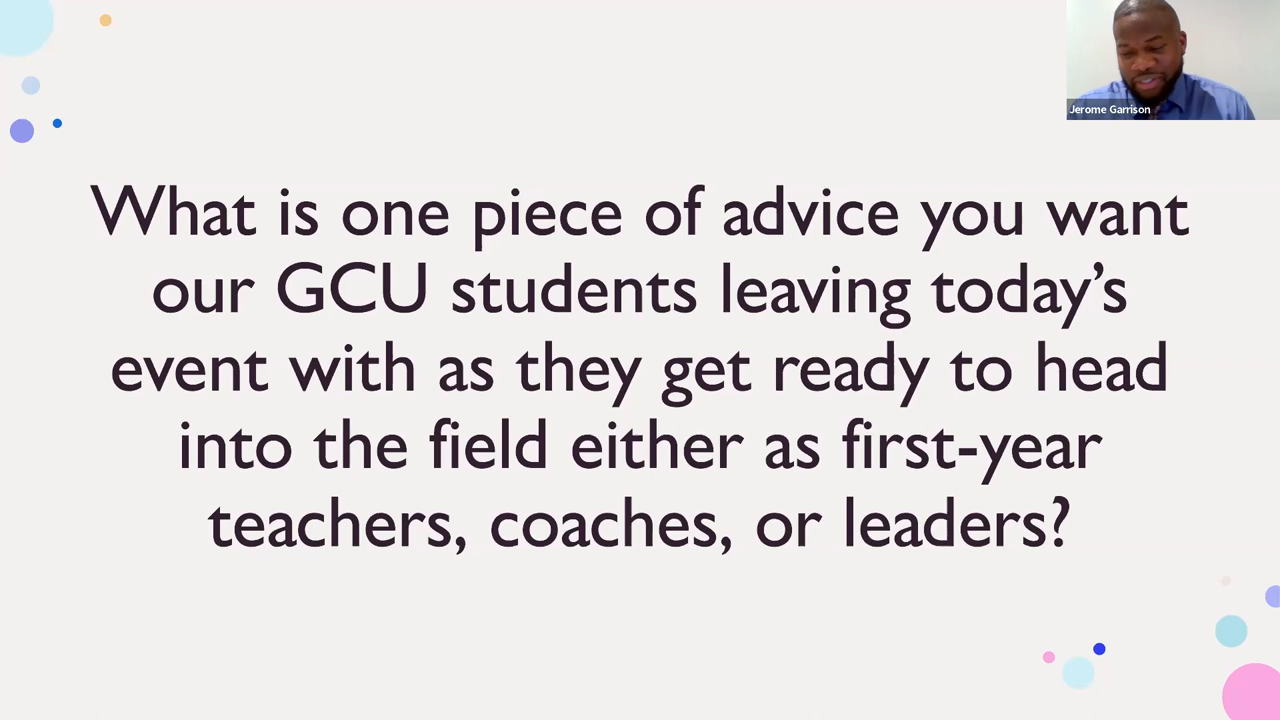 Jerome Garrison
What is one piece of advice you want
our GCU students leaving today’s
event with as they get ready to head
into the field either as first-year
teachers, coaches, or leaders?